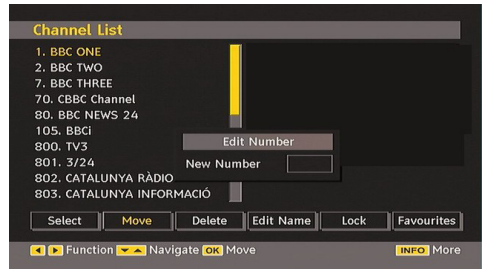 Channel List
1. BBC ONE
2. BBC TWO
7. BBC THREE
70. CBBC Channel
80. BBC NEWS 24
105. BBCi
800. TV3
801. 3/24
802. CATALUNYA RÀDIO
803. CATALUNYA INFORMACIÓ
Edit Number
New Number
Select Move Delete Edit Name Lock Favourites
Function Navigate OK Move INFO More